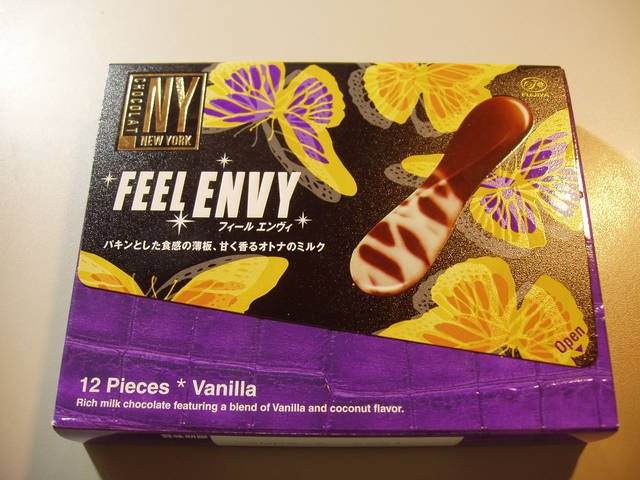 CHOCOLAT
NY
NEW YORK
FUJIYA
FEEL ENVY
フィール エンヴィ
パキンとした食感の薄板、甘く香るオトナのミルク
Open
12 Pieces * Vanilla
Rich milk chocolate featuring a blend of Vanilla and coconut flavor.